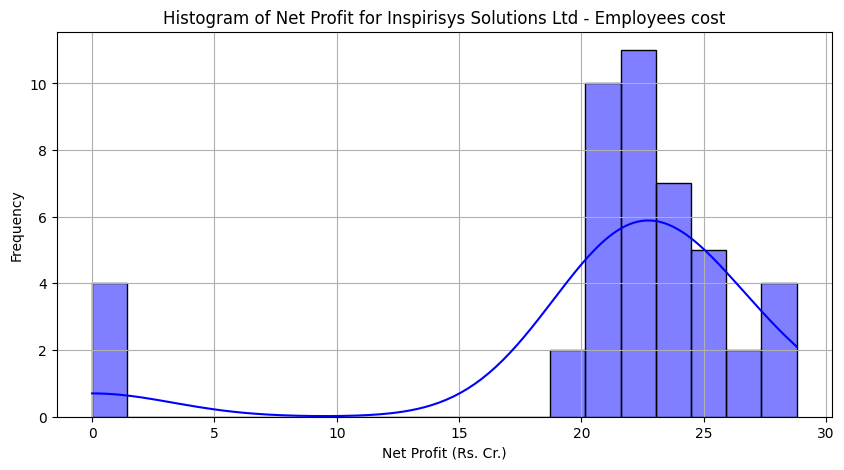 Histogram of Net Profit for Inspirisys Solutions Ltd - Employees cost
Frequency
10
8
6
4
2
0
0 5 10 15 20 25 30
Net Profit (Rs. Cr.)